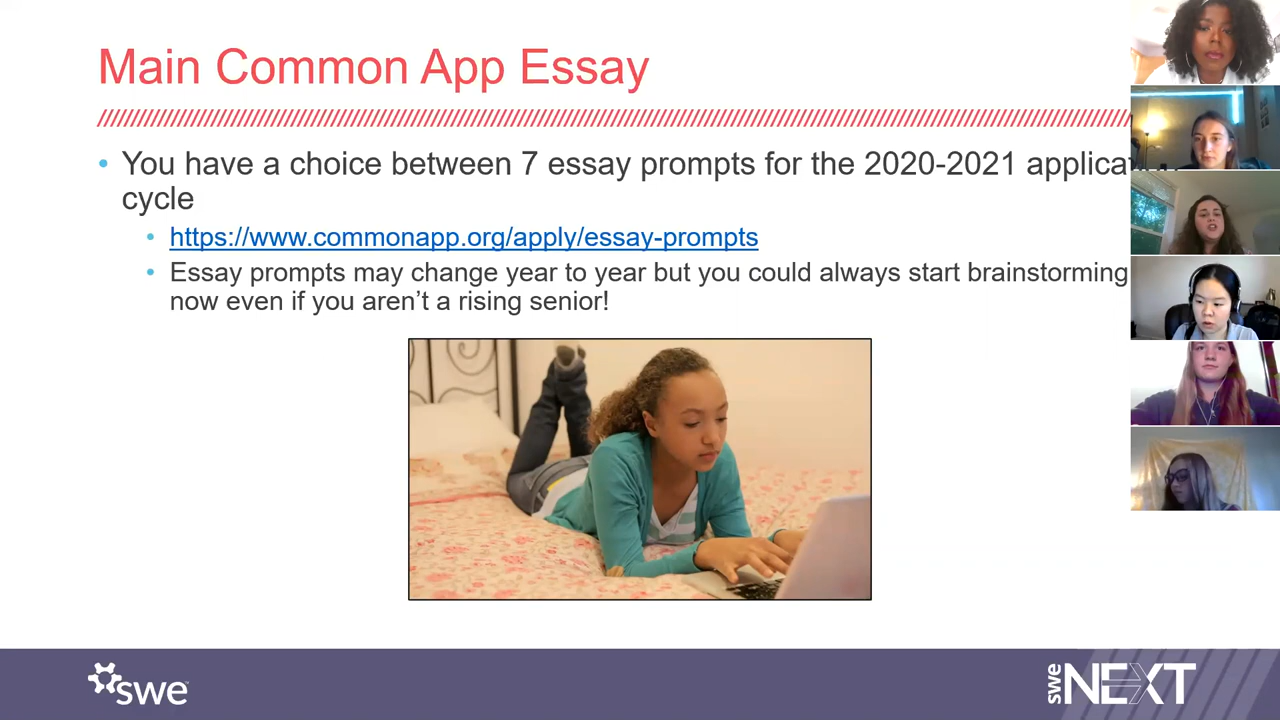 Main Common App Essay
• You have a choice between 7 essay prompts for the 2020-2021
cycle
• https://www.commonapp.org/apply/essay-prompts
• Essay prompts may change year to year but you could always start brainstorming
now even if you aren’t a rising senior!
swe
swe NEXT